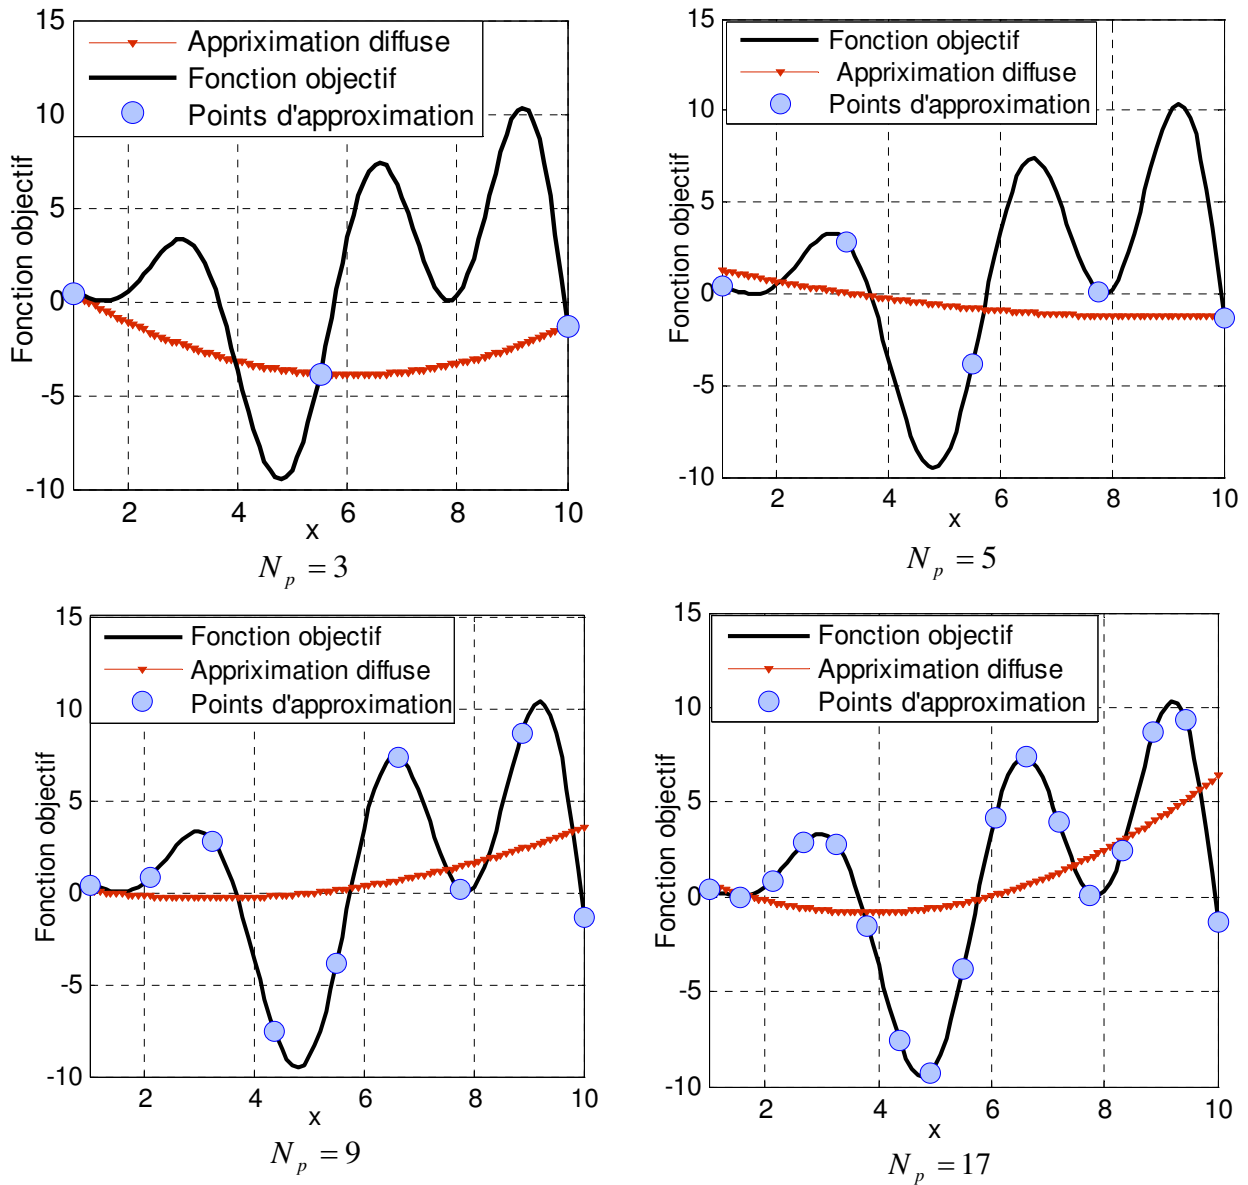 15
10
5
0
-5
-10
2
4
6
8
10
Fonction objectif
x
Appriximation diffuse
Fonction objectif
Points d'approximation
N_p = 3
15
10
5
0
-5
-10
2
4
6
8
10
Fonction objectif
x
Fonction objectif
Appriximation diffuse
Points d'approximation
N_p = 5
15
10
5
0
-5
-10
2
4
6
8
10
Fonction objectif
x
Fonction objectif
Appriximation diffuse
Points d'approximation
N_p = 9
15
10
5
0
-5
-10
2
4
6
8
10
Fonction objectif
x
Fonction objectif
Appriximation diffuse
Points d'approximation
N_p = 17